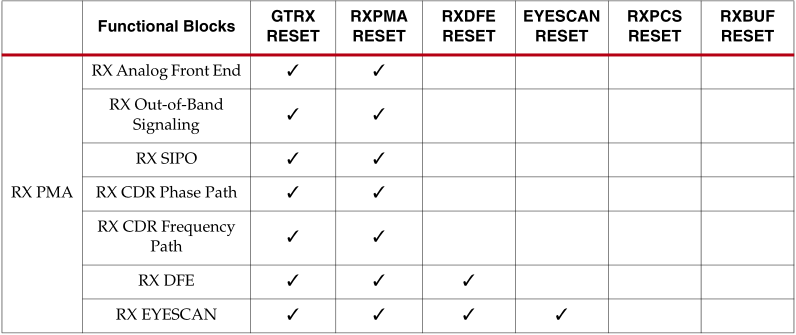 Functional Blocks GTRX RESET RXPMA RESET RXDFE RESET EYESCAN RESET RXPCS RESET RXBUF RESET
RX PMA
RX Analog Front End ✓ ✓
RX Out-of-Band
Signaling ✓ ✓
RX SIPO ✓ ✓
RX CDR Phase Path ✓ ✓
RX CDR Frequency
Path ✓ ✓
RX DFE ✓ ✓ ✓
RX EYESCAN ✓ ✓ ✓ ✓